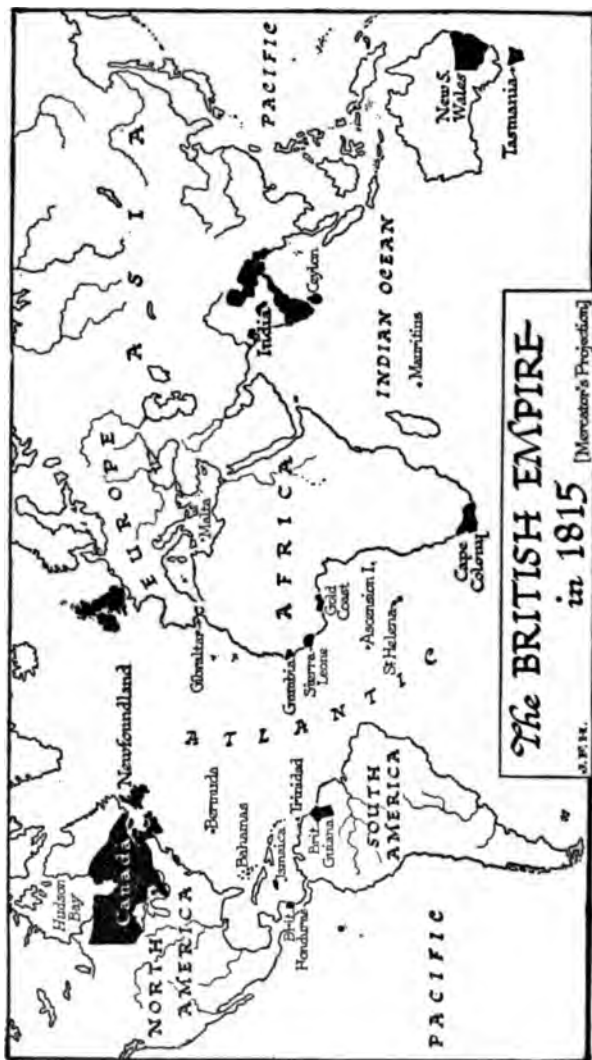 The BRITISH EMPIRE
in 1815 [Mercator's Projection]
J.F.H.
Hudson
Bay
Canada
Newfoundland
NORTH
AMERICA
Bermuda
Bahamas
Jamaica
Brit
Honduras
Trinidad
Brit
Guiana
SOUTH
AMERICA
PACIFIC
ATLANTIC
EUROPE
Gibraltar
Malta
AFRICA
Gambia
Sierra
Leone
Gold
Coast
Ascension I.
St Helena
Cape
Colony
ASIA
India
Ceylon
INDIAN OCEAN
Mauritius
PACIFIC
New S.
Wales
Tasmania